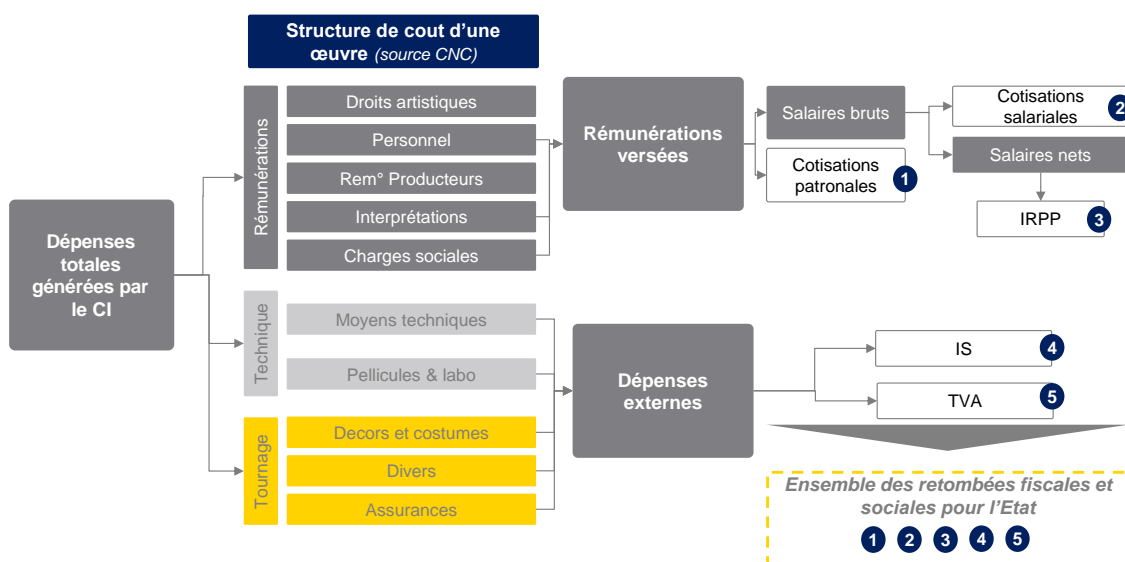 Structure de cout d'une
œuvre (source CNC)
Dépenses
totales
générées par
le CI
Rémunérations
Droits artistiques
Personnel
Rem° Producteurs
Interprétations
Charges sociales
Technique
Moyens techniques
Pellicules & labo
Tournage
Decors et costumes
Divers
Assurances
Rémunérations
versées
Salaires bruts
Cotisations
patronales
1
Cotisations
salariales
2
Salaires nets
IRPP
3
Dépenses
externes
IS
4
TVA
5
Ensemble des retombées fiscales et
sociales pour l'Etat
1 2 3 4 5